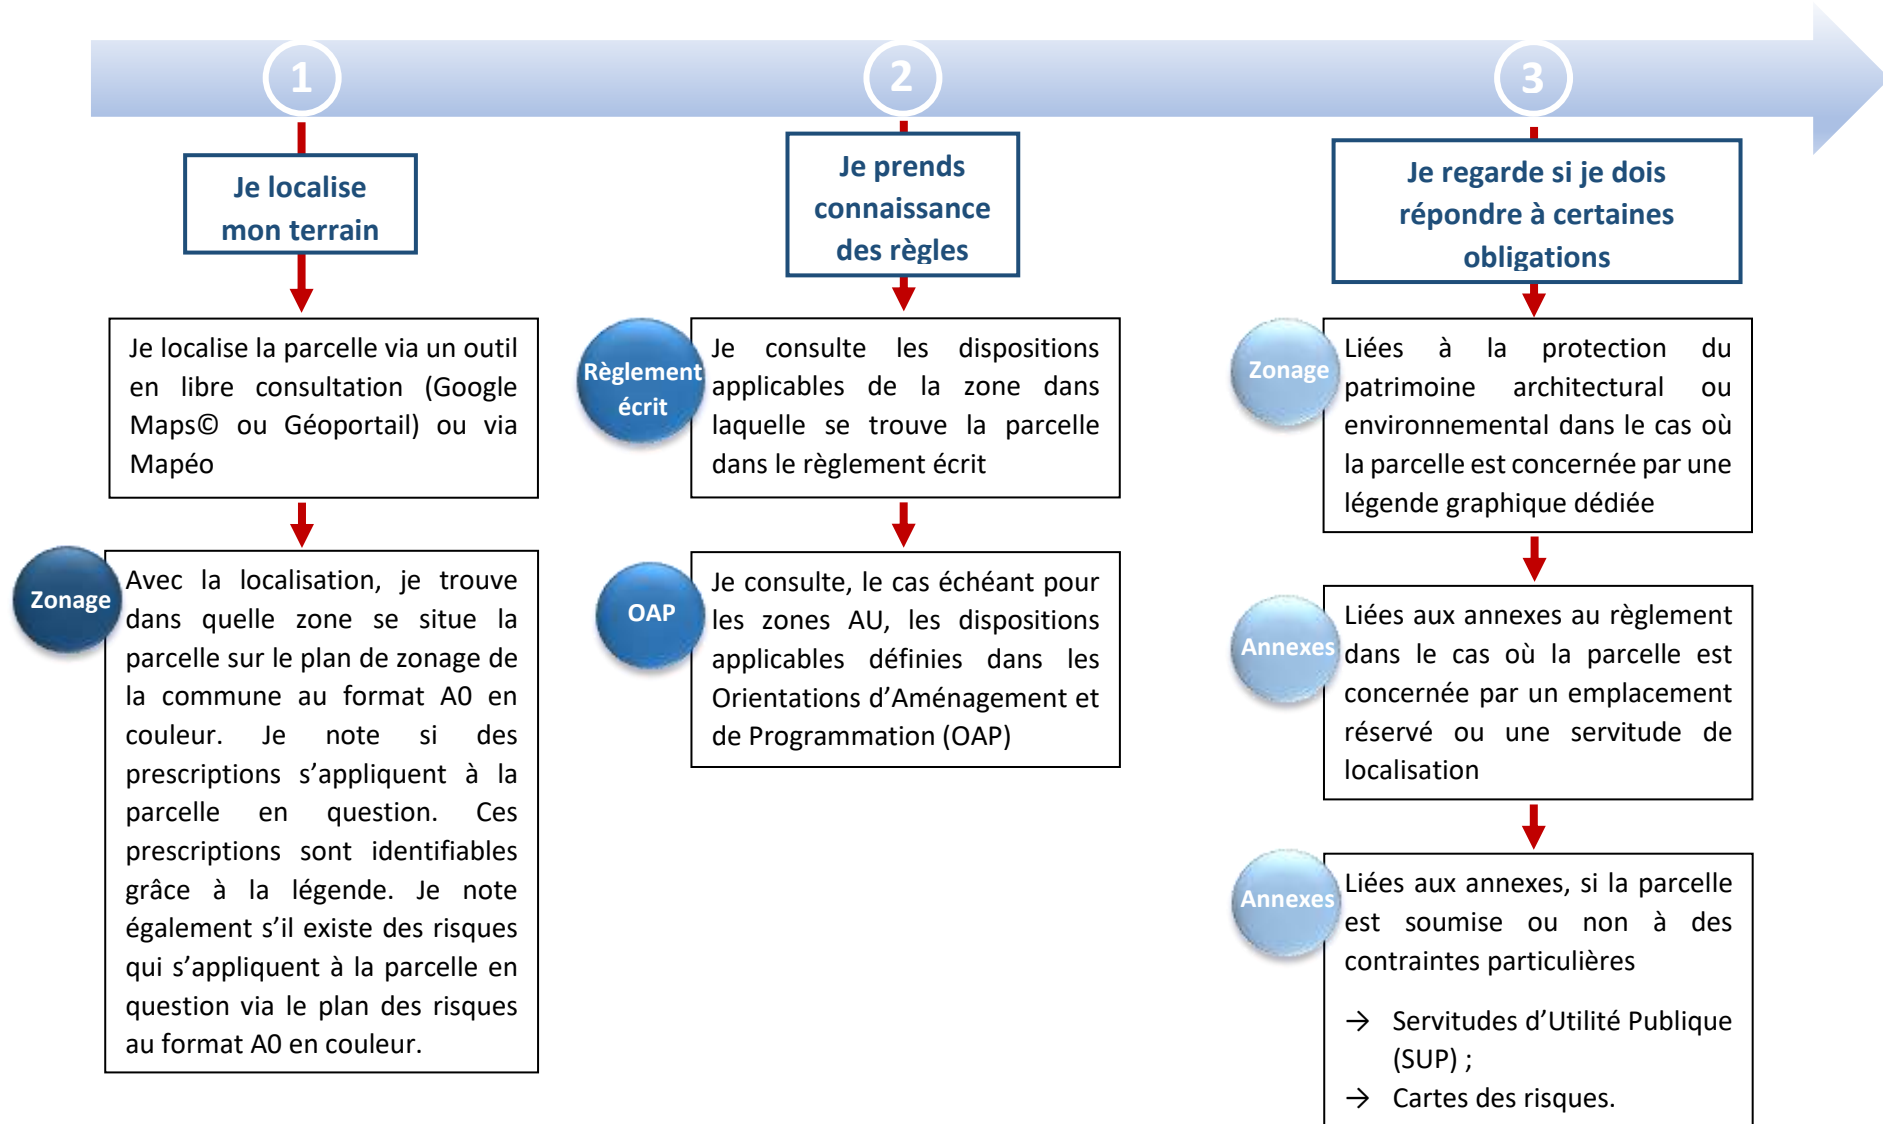 1
Je localise
mon terrain
Je localise la parcelle via un outil
en libre consultation (Google
Maps© ou Géoportail) ou via
Mapéo
Zonage
Avec la localisation, je trouve
dans quelle zone se situe la
parcelle sur le plan de zonage de
la commune au format A0 en
couleur. Je note si des
prescriptions s’appliquent à la
parcelle en question. Ces
prescriptions sont identifiables
grâce à la légende. Je note
également s’il existe des risques
qui s’appliquent à la parcelle en
question via le plan des risques
au format A0 en couleur.
2
Je prends
connaissance
des règles
Règlement
écrit
Je consulte les dispositions
applicables de la zone dans
laquelle se trouve la parcelle
dans le règlement écrit
OAP
Je consulte, le cas échéant pour
les zones AU, les dispositions
applicables définies dans les
Orientations d’Aménagement et
de Programmation (OAP)
3
Je regarde si je dois
répondre à certaines
obligations
Zonage
Liées à la protection du
patrimoine architectural ou
environnemental dans le cas où
la parcelle est concernée par une
légende graphique dédiée
Annexes
Liées aux annexes au règlement
dans le cas où la parcelle est
concernée par un emplacement
réservé ou une servitude de
localisation
Annexes
Liées aux annexes, si la parcelle
est soumise ou non à des
contraintes particulières
→ Servitudes d’Utilité Publique
(SUP) ;
→ Cartes des risques.